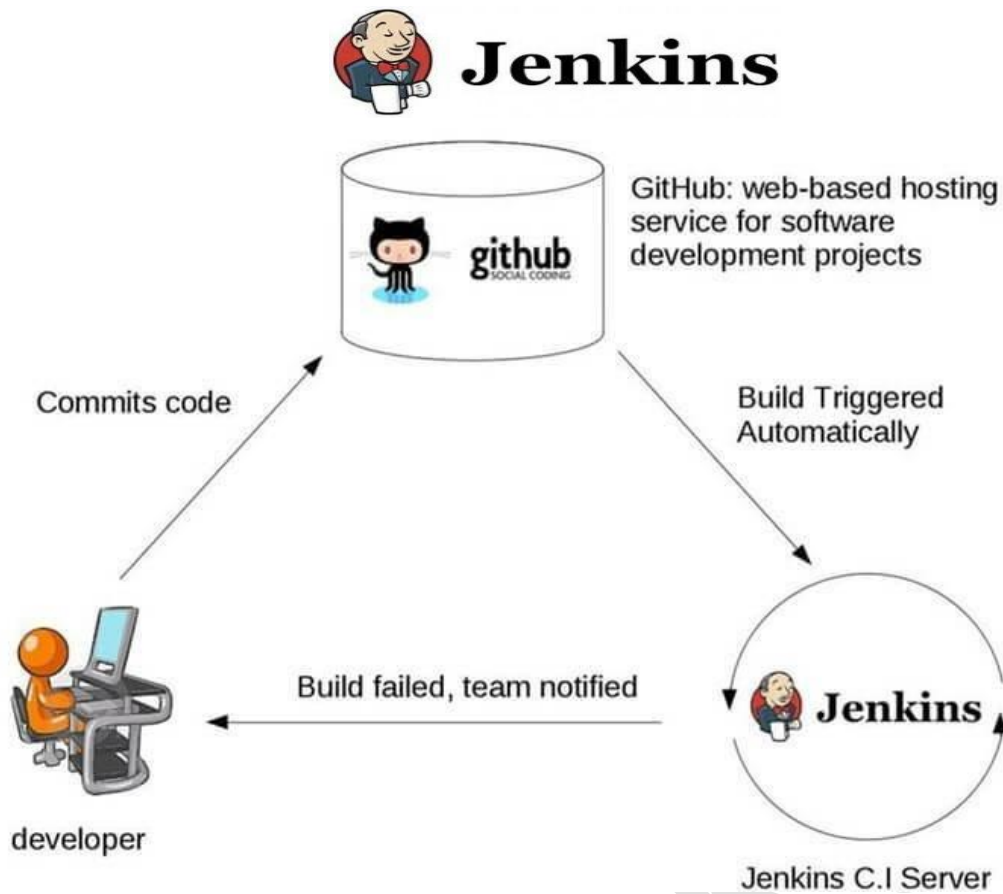 Jenkins
GitHub: web-based hosting
service for software
development projects
github
SOCIAL CODING
Commits code
Build Triggered
Automatically
Build failed, team notified
Jenkins
developer
Jenkins C.I Server